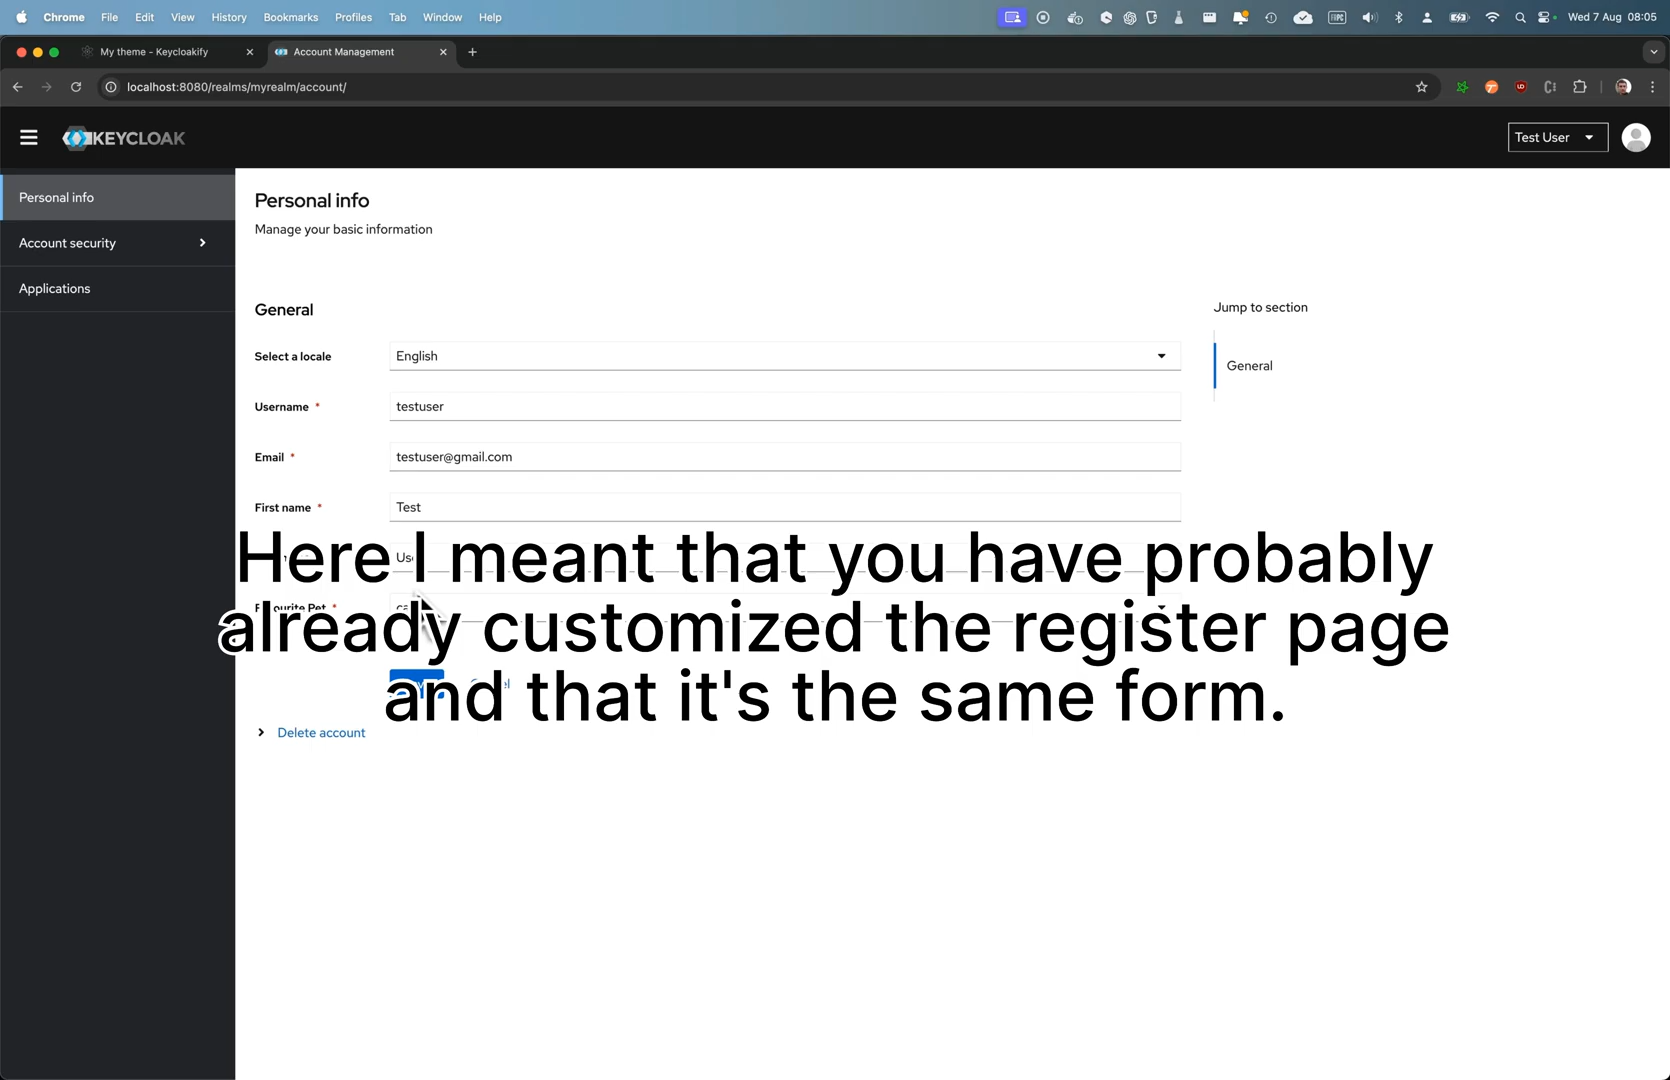 Chrome File Edit View History Bookmarks Profiles Tab Window Help
Wed 7 Aug 08:05
My theme - Keycloakify
Account Management
localhost:8080/realms/myrealm/account/
KEYCLOAK
Test User
Personal info
Account security
Applications
Personal info
Manage your basic information
General
Jump to section
General
Select a locale
English
Username *
testuser
Email *
testuser@gmail.com
First name *
Test
Here I meant that you have probably
already customized the register page
and that it's the same form.
Delete account